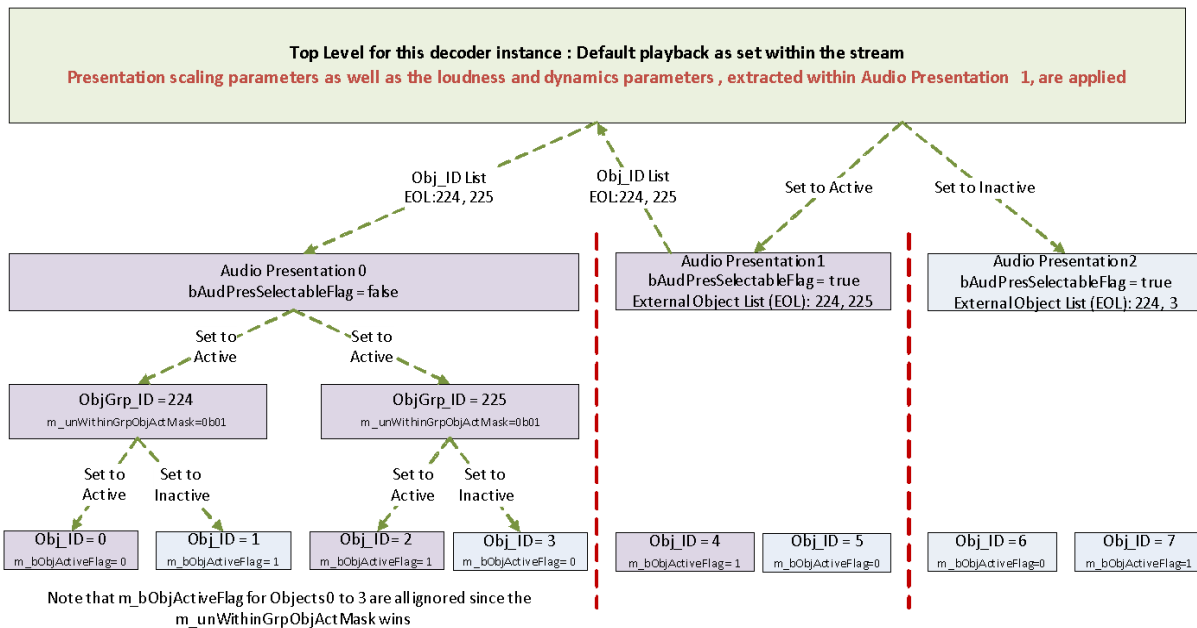 Top Level for this decoder instance : Default playback as set within the stream
Presentation scaling parameters as well as the loudness and dynamics parameters , extracted within Audio Presentation 1, are applied
Obj_ID List
EOL:224, 225
Obj_ID List
EOL:224, 225
Set to Active
Set to Inactive
Audio Presentation 0
bAudPresSelectableFlag = false
Audio Presentation1
bAudPresSelectableFlag = true
External Object List (EOL): 224, 225
Audio Presentation2
bAudPresSelectableFlag = true
External Object List (EOL): 224, 3
Set to
Active
Set to
Active
ObjGrp_ID = 224
m_unWithinGrpObjActMask=0b01
ObjGrp_ID = 225
m_unWithinGrpObjActMask=0b01
Set to
Active
Set to
Inactive
Set to
Active
Set to
Inactive
Obj_ID = 0
m_bObjActiveFlag= 0
Obj_ID = 1
m_bObjActiveFlag= 1
Obj_ID = 2
m_bObjActiveFlag= 1
Obj_ID = 3
m_bObjActiveFlag= 0
Obj_ID = 4
m_bObjActiveFlag = 1
Obj_ID = 5
m_bObjActiveFlag=0
Obj_ID = 6
m_bObjActiveFlag=0
Obj_ID = 7
m_bObjActiveFlag=1
Note that m_bObjActiveFlag for Objects 0 to 3 are all ignored since the
m_unWithinGrpObjActMask wins